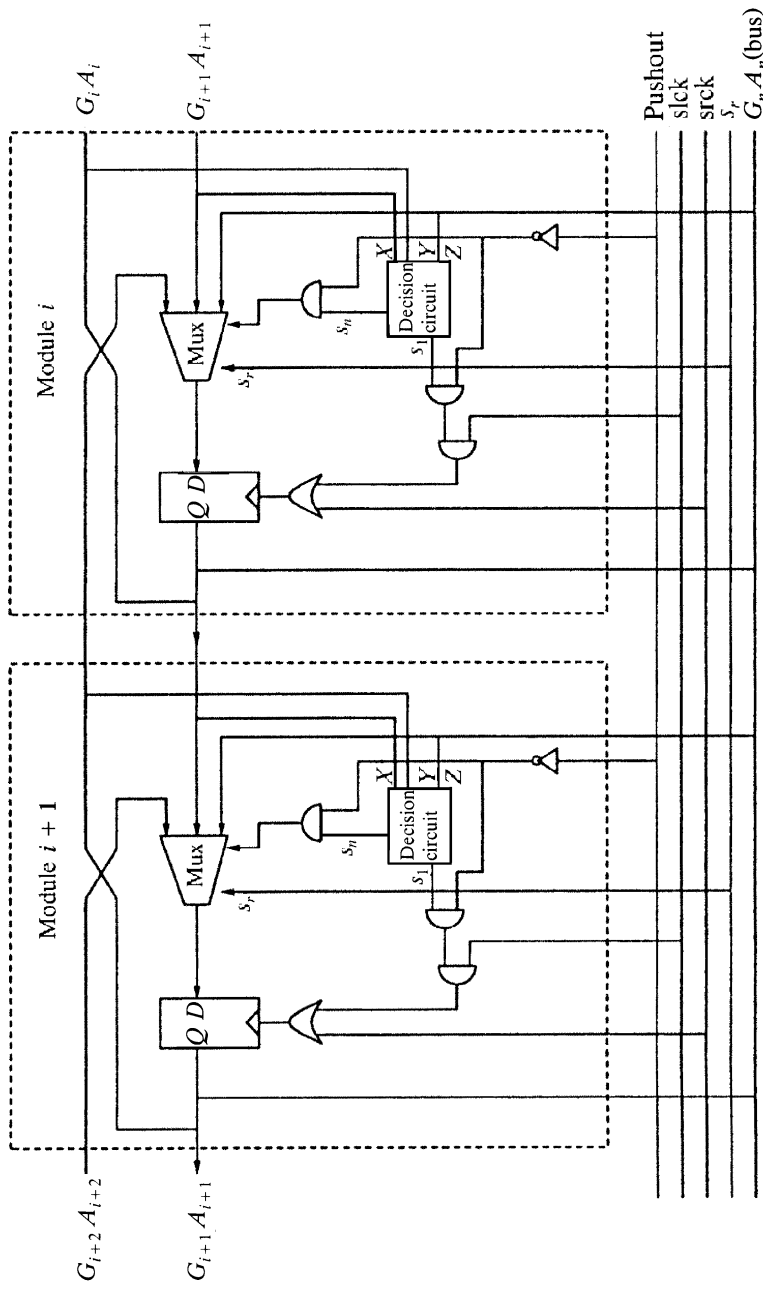 Module i + 1
Module i
G_{i+2} A_{i+2}
G_i A_i
G_{i+1} A_{i+1}
Q D
Mux
Q D
Mux
G_{i+1} A_{i+1}
s_r
s_r
s_n
s_n
X
X
Decision
circuit
Decision
circuit
s_1
s_1
Y
Y
Z
Z
Pushout
slck
srck
s_r
G_n A_n (bus)